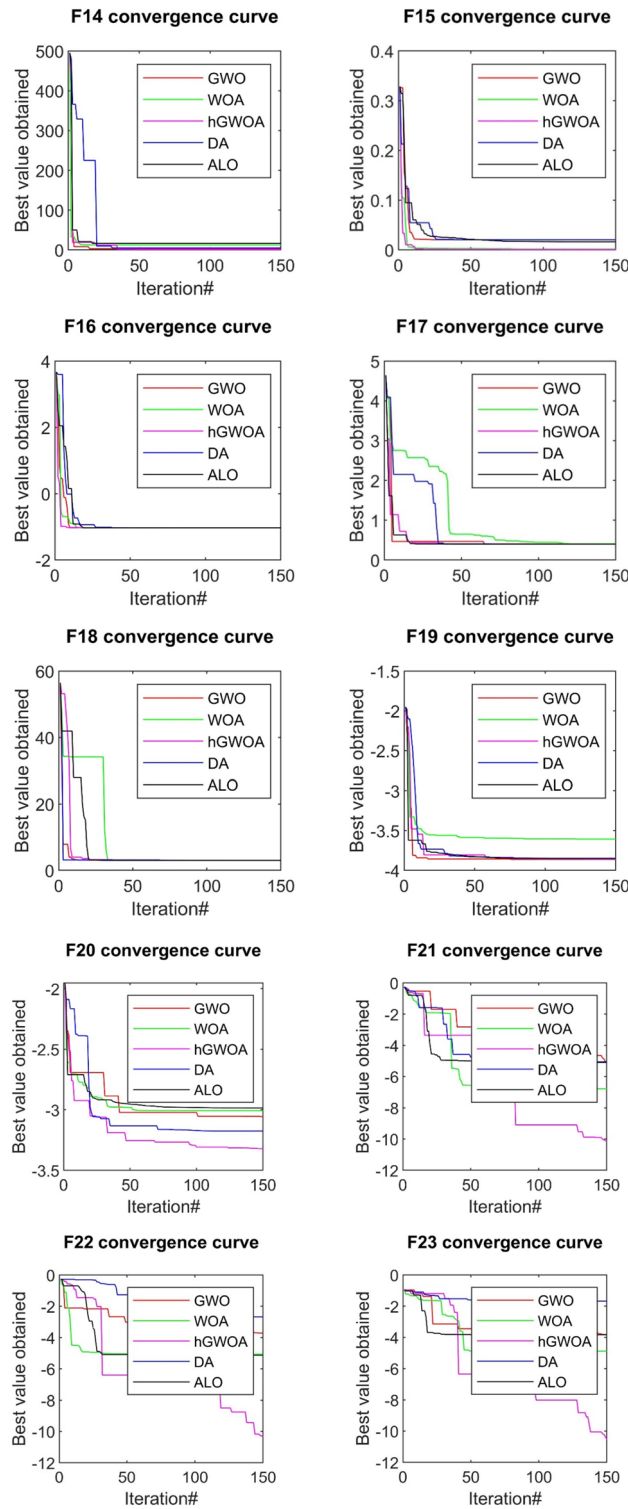 F14 convergence curve
500
400
300
200
100
0
Best value obtained
GWO
WOA
hGWOA
DA
ALO
0 50 100 150
Iteration#
F15 convergence curve
0.4
0.3
0.2
0.1
0
Best value obtained
GWO
WOA
hGWOA
DA
ALO
0 50 100 150
Iteration#
F16 convergence curve
4
2
0
-2
Best value obtained
GWO
WOA
hGWOA
DA
ALO
0 50 100 150
Iteration#
F17 convergence curve
5
4
3
2
1
0
Best value obtained
GWO
WOA
hGWOA
DA
ALO
0 50 100 150
Iteration#
F18 convergence curve
60
40
20
0
Best value obtained
GWO
WOA
hGWOA
DA
ALO
0 50 100 150
Iteration#
F19 convergence curve
-1.5
-2
-2.5
-3
-3.5
-4
Best value obtained
GWO
WOA
hGWOA
DA
ALO
0 50 100 150
Iteration#
F20 convergence curve
-2
-2.5
-3
-3.5
Best value obtained
GWO
WOA
hGWOA
DA
ALO
0 50 100 150
Iteration#
F21 convergence curve
0
-2
-4
-6
-8
-10
-12
Best value obtained
GWO
WOA
hGWOA
DA
ALO
0 50 100 150
Iteration#
F22 convergence curve
-2
-4
-6
-8
-10
-12
Best value obtained
GWO
WOA
hGWOA
DA
ALO
0 50 100 150
Iteration#
F23 convergence curve
0
-2
-4
-6
-8
-10
-12
Best value obtained
GWO
WOA
hGWOA
DA
ALO
0 50 100 150
Iteration#